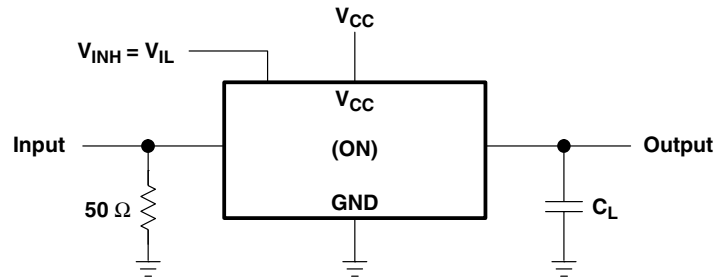 VCC
VINH = VIL
VCC
Input
(ON)
Output
50 Ω
GND
CL